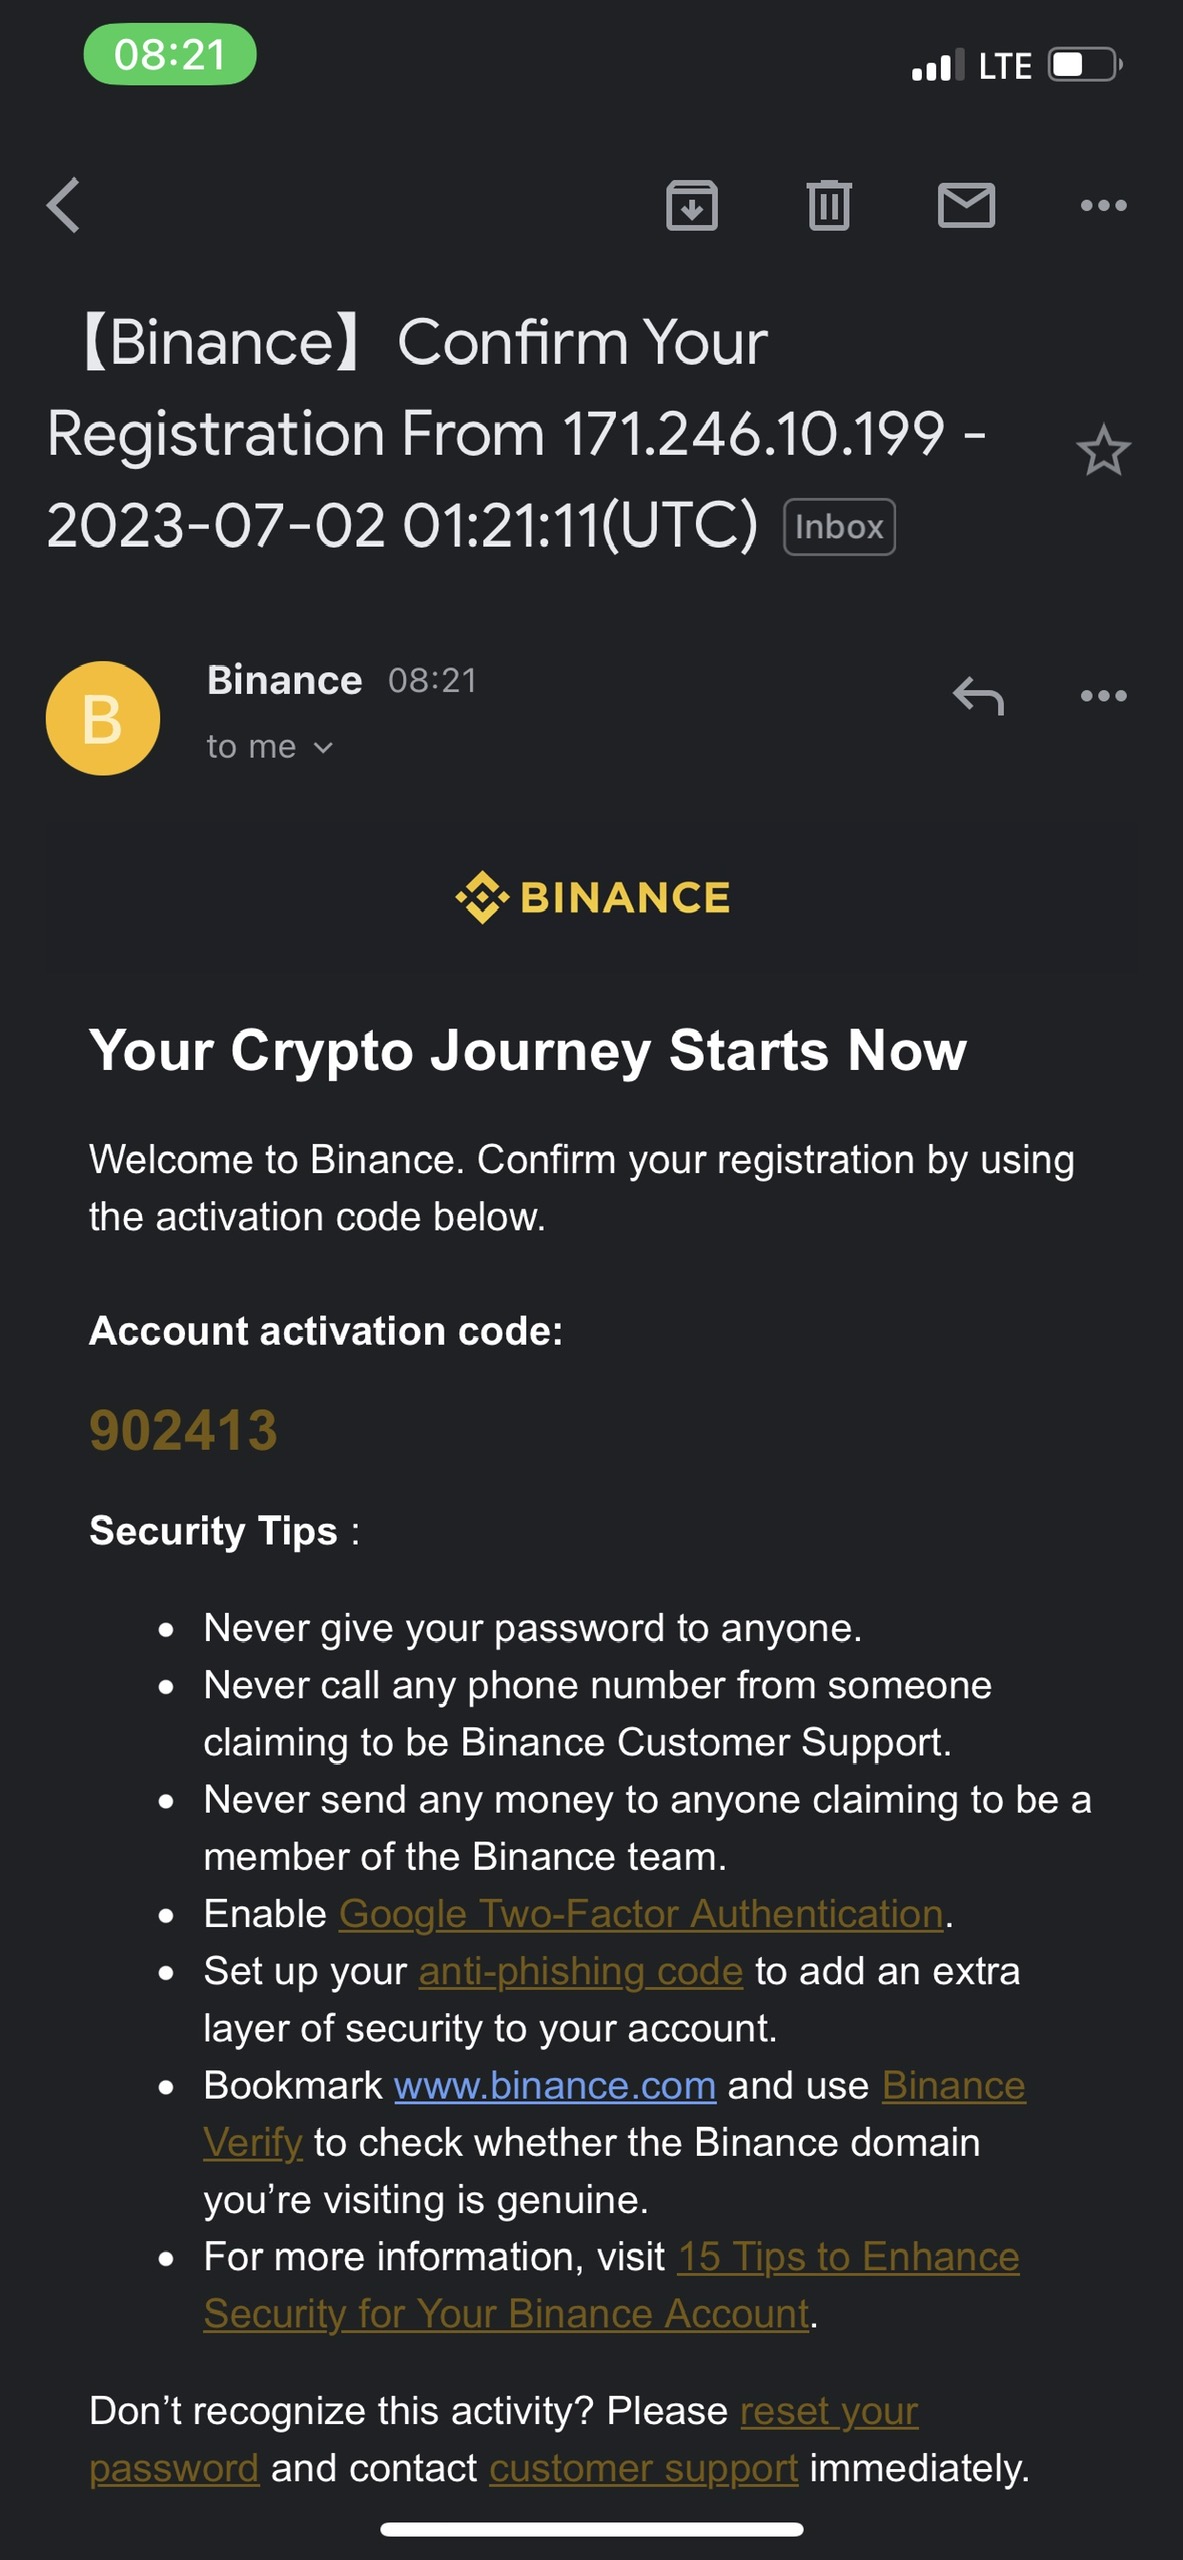 08:21
LTE
【Binance】Confirm Your
Registration From 171.246.10.199 -
2023-07-02 01:21:11(UTC) Inbox
B
Binance 08:21
to me
BINANCE
Your Crypto Journey Starts Now
Welcome to Binance. Confirm your registration by using
the activation code below.
Account activation code:
902413
Security Tips :
• Never give your password to anyone.
• Never call any phone number from someone
claiming to be Binance Customer Support.
• Never send any money to anyone claiming to be a
member of the Binance team.
• Enable Google Two-Factor Authentication.
• Set up your anti-phishing code to add an extra
layer of security to your account.
• Bookmark www.binance.com and use Binance
Verify to check whether the Binance domain
you’re visiting is genuine.
• For more information, visit 15 Tips to Enhance
Security for Your Binance Account.
Don’t recognize this activity? Please reset your
password and contact customer support immediately.